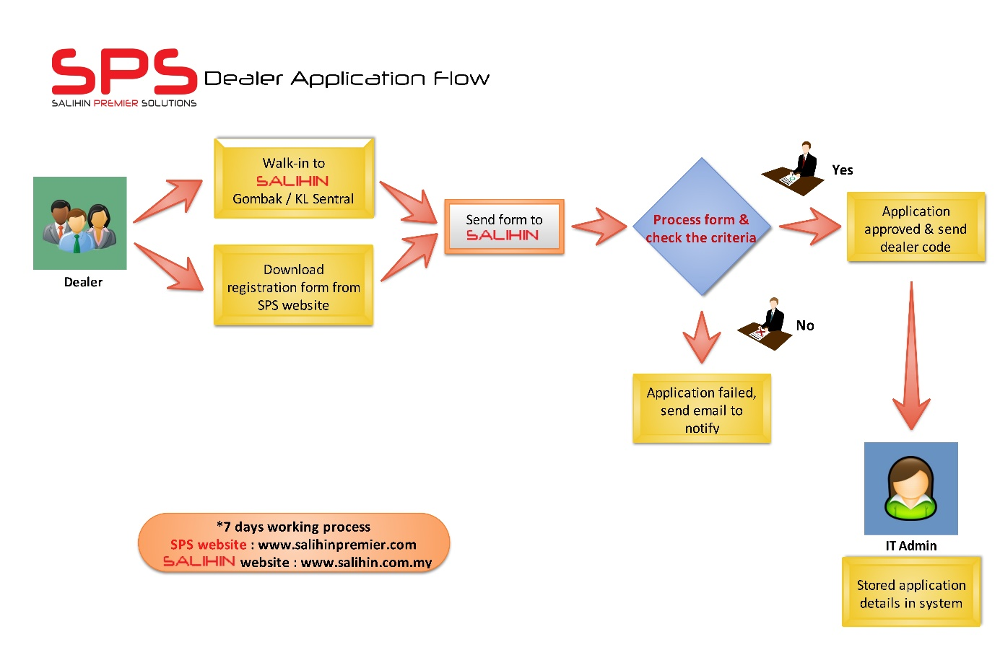 SPS
SALIHIN PREMIER SOLUTIONS
Dealer Application Flow
Dealer
Walk-in to
SALIHIN
Gombak / KL Sentral
Download
registration form from
SPS website
Send form to
SALIHIN
Process form &
check the criteria
Yes
Application
approved & send
dealer code
No
Application failed,
send email to
notify
IT Admin
Stored application
details in system
*7 days working process
SPS website : www.salihinpremier.com
SALIHIN website : www.salihin.com.my